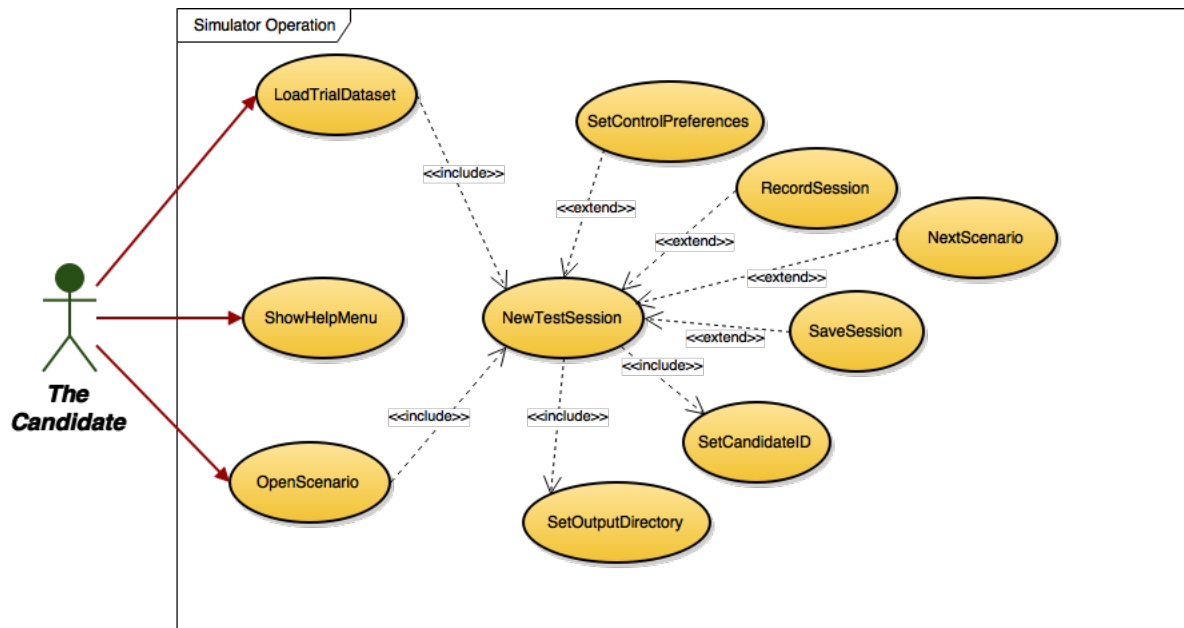 Simulator Operation
LoadTrialDataset
SetControlPreferences
<<include>>
RecordSession
<<extend>>
NextScenario
<<extend>>
<<extend>>
ShowHelpMenu
NewTestSession
SaveSession
<<extend>>
<<include>>
The
Candidate
<<include>>
<<include>>
SetCandidateID
OpenScenario
SetOutputDirectory